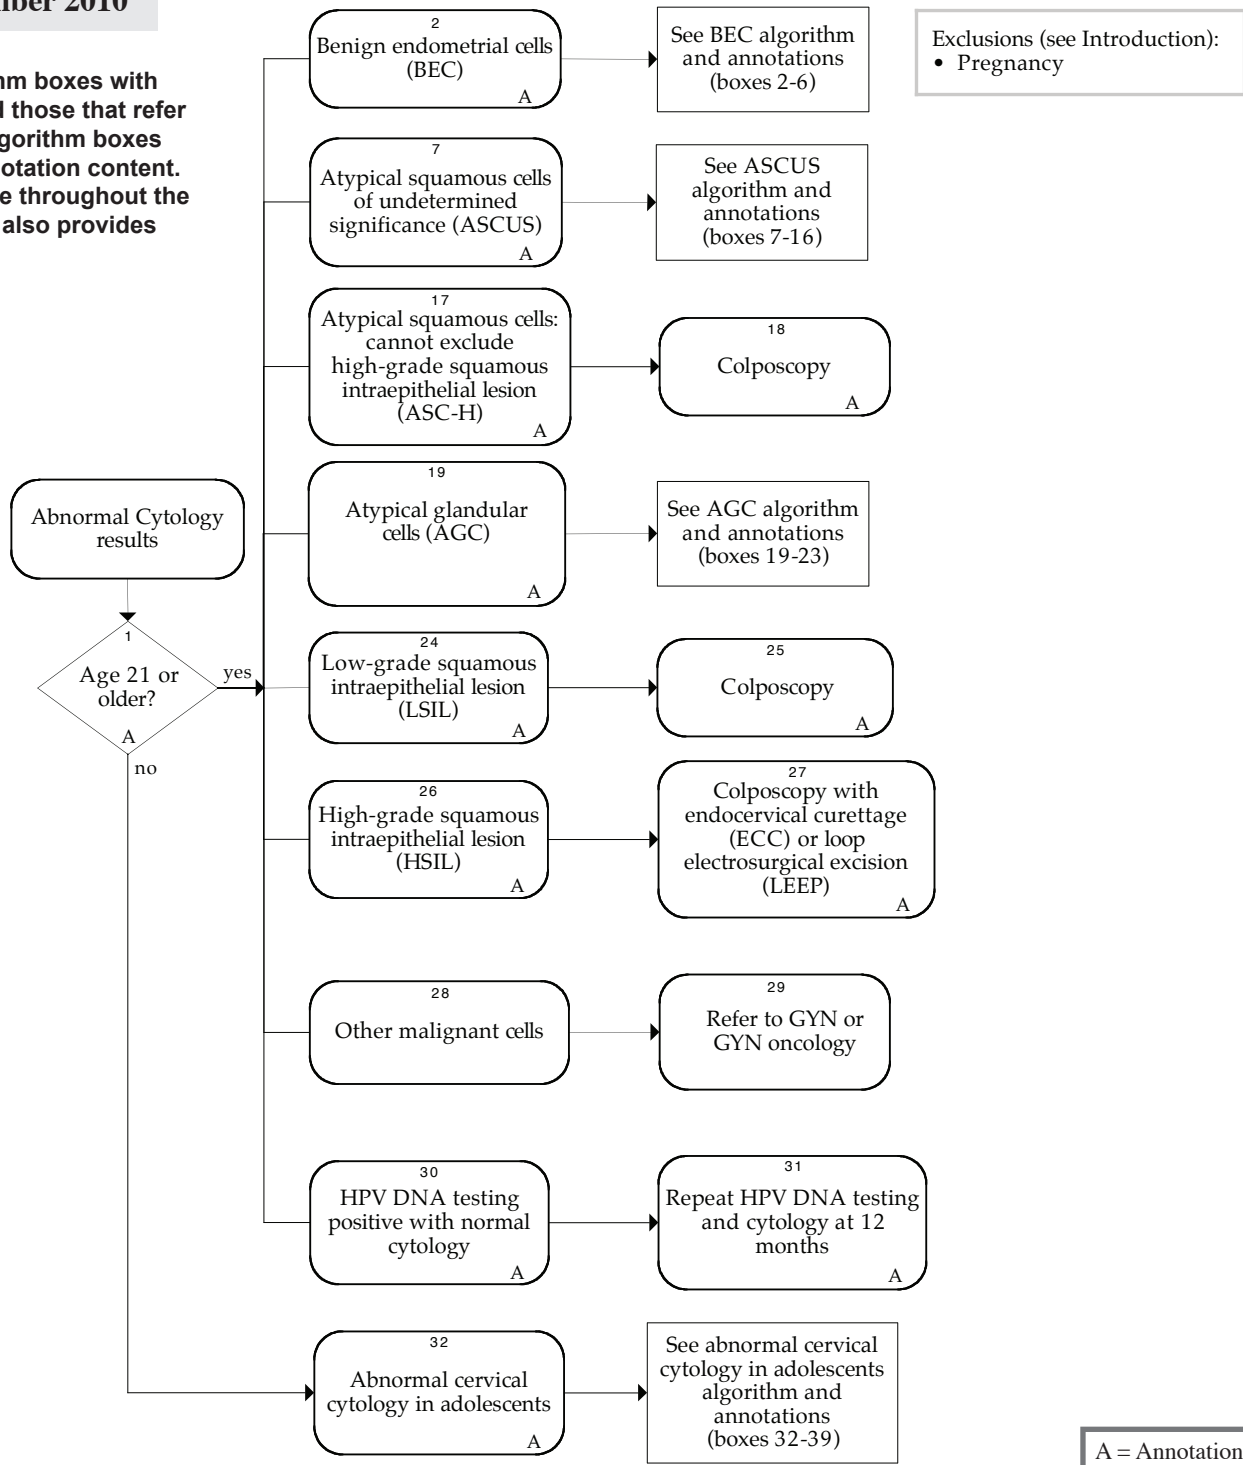 nber 2010
nm boxes with
d those that refer
lgorithm boxes
notation content.
e throughout the
also provides
2
Benign endometrial cells
(BEC)
A
See BEC algorithm
and annotations
(boxes 2-6)
Exclusions (see Introduction):
• Pregnancy
7
Atypical squamous cells
of undetermined
significance (ASCUS)
A
See ASCUS
algorithm and
annotations
(boxes 7-16)
17
Atypical squamous cells:
cannot exclude
high-grade squamous
intraepithelial lesion
(ASC-H)
A
18
Colposcopy
A
19
Atypical glandular
cells (AGC)
A
See AGC algorithm
and annotations
(boxes 19-23)
Abnormal Cytology
results
1
Age 21 or
older?
A
yes
no
24
Low-grade squamous
intraepithelial lesion
(LSIL)
A
25
Colposcopy
A
26
High-grade squamous
intraepithelial lesion
(HSIL)
A
27
Colposcopy with
endocervical curettage
(ECC) or loop
electrosurgical excision
(LEEP)
A
28
Other malignant cells
29
Refer to GYN or
GYN oncology
30
HPV DNA testing
positive with normal
cytology
A
31
Repeat HPV DNA testing
and cytology at 12
months
A
32
Abnormal cervical
cytology in adolescents
A
See abnormal cervical
cytology in adolescents
algorithm and
annotations
(boxes 32-39)
A = Annotation